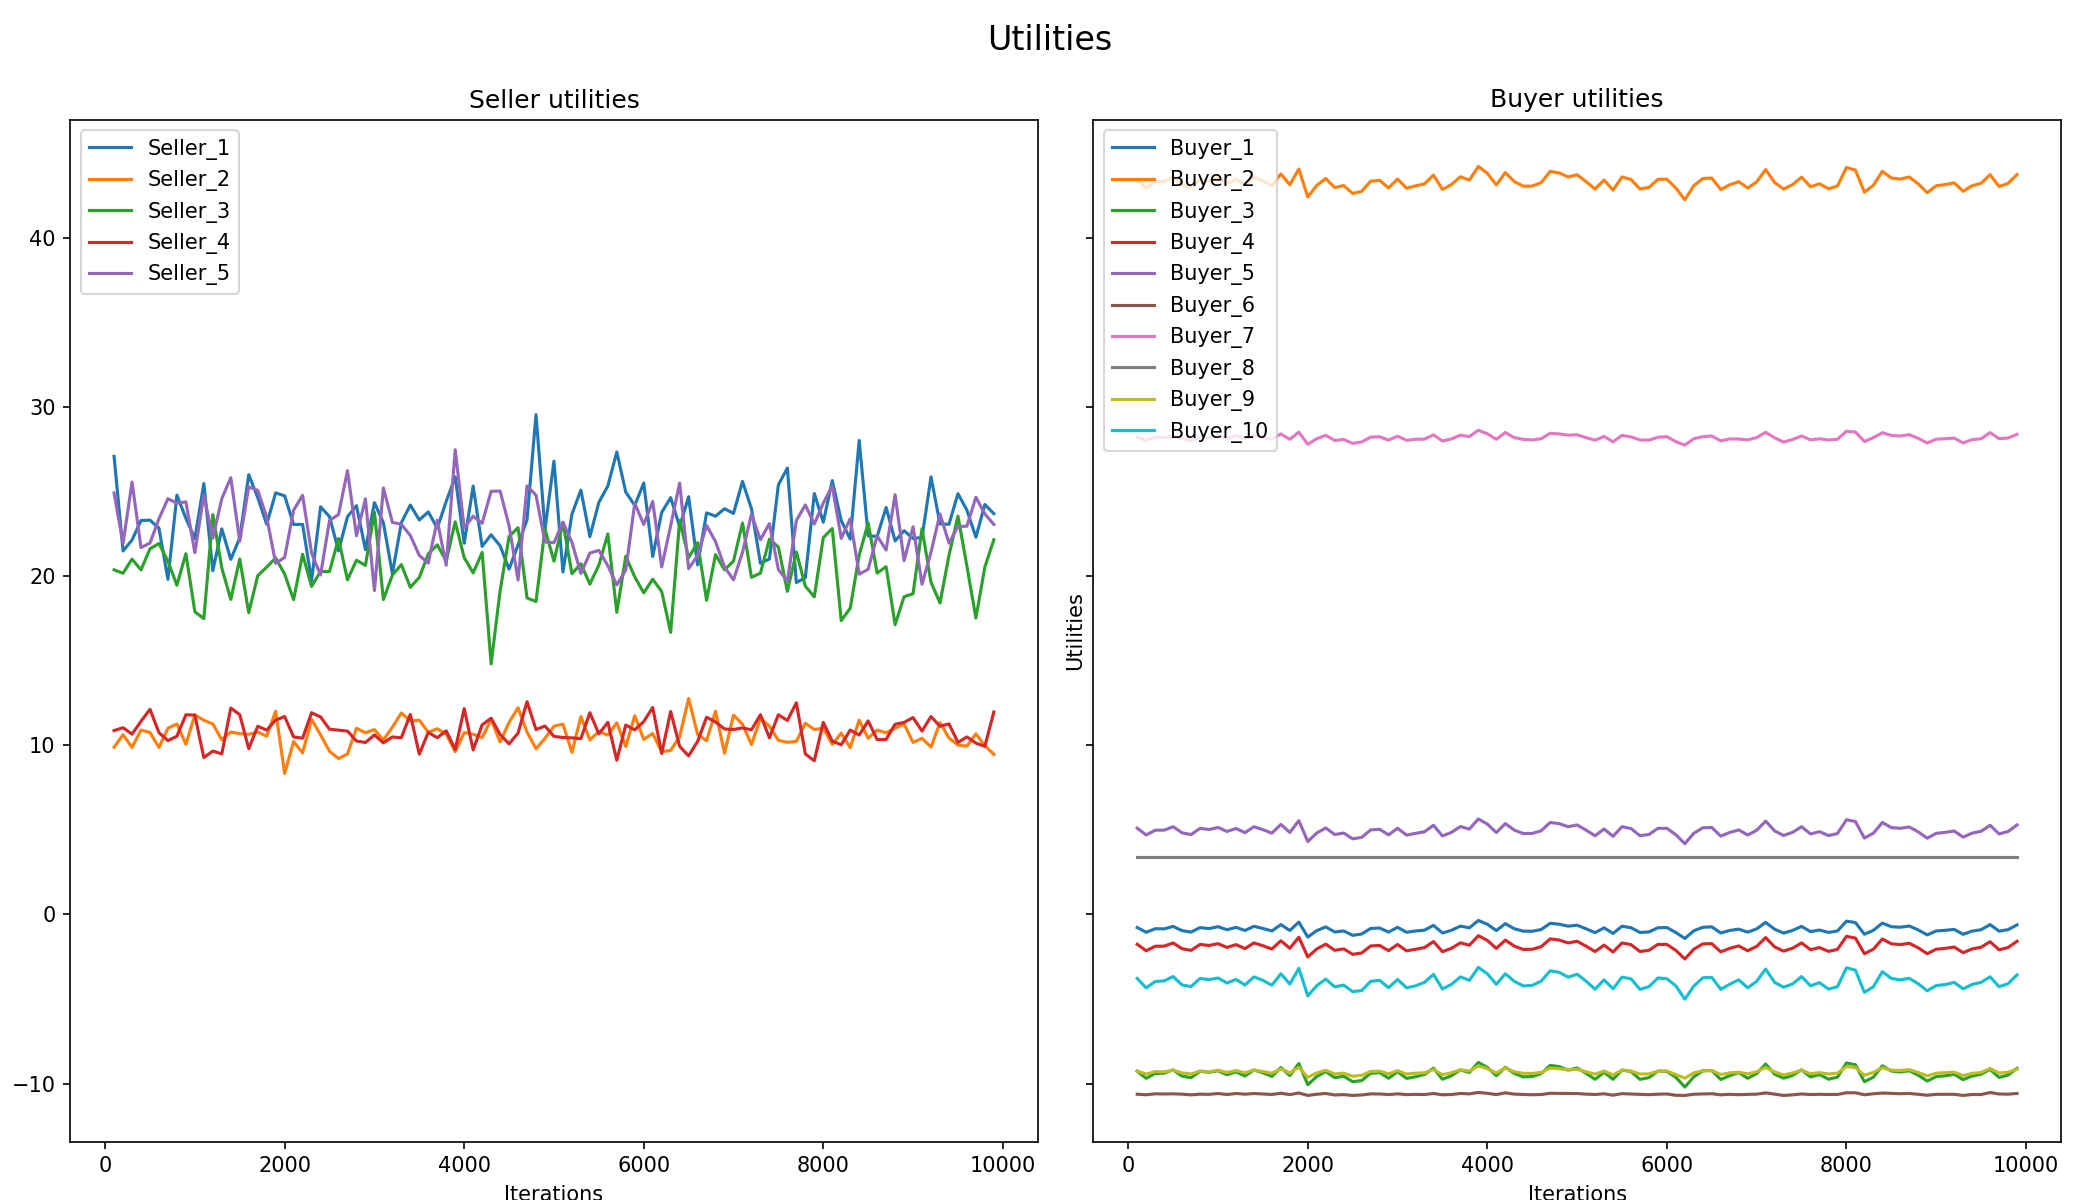 Utilities
Seller utilities
Seller_1
Seller_2
Seller_3
Seller_4
Seller_5
40
30
20
10
0
−10
0
2000
4000
6000
8000
10000
Iterations
Buyer utilities
Buyer_1
Buyer_2
Buyer_3
Buyer_4
Buyer_5
Buyer_6
Buyer_7
Buyer_8
Buyer_9
Buyer_10
Utilities
0
2000
4000
6000
8000
10000
Iterations